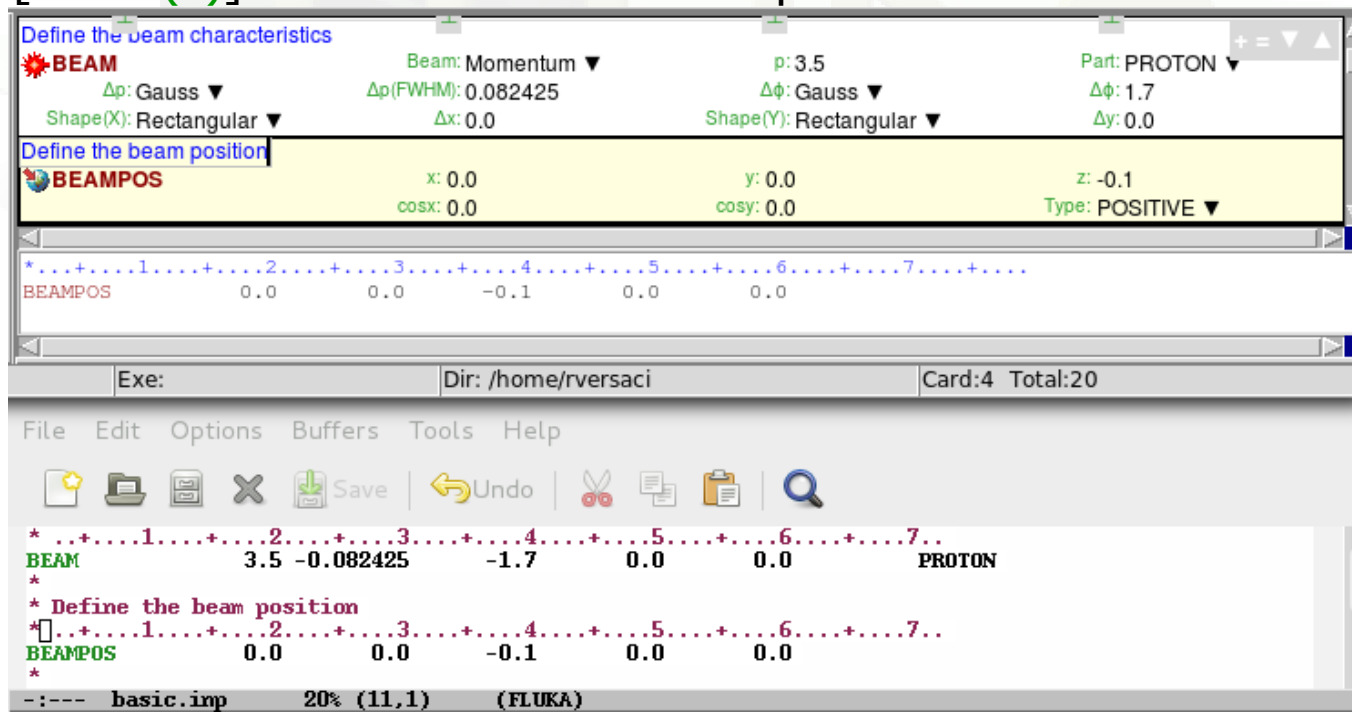 Define the beam characteristics
BEAM Beam: Momentum ▼ p: 3.5 Part: PROTON ▼
Δp: Gauss ▼ Δp(FWHM): 0.082425 Δϕ: Gauss ▼ Δϕ: 1.7
Shape(X): Rectangular ▼ Δx: 0.0 Shape(Y): Rectangular ▼ Δy: 0.0
Define the beam position
BEAMPOS x: 0.0 y: 0.0 z: -0.1
cosx: 0.0 cosy: 0.0 Type: POSITIVE ▼
*...+....1....+....2....+....3....+....4....+....5....+....6....+....7....+....
BEAMPOS 0.0 0.0 -0.1 0.0 0.0
Exe: Dir: /home/rversaci Card:4 Total:20
File Edit Options Buffers Tools Help
Save Undo
* ..+....1....+....2....+....3....+....4....+....5....+....6....+....7..
BEAM 3.5 -0.082425 -1.7 0.0 0.0 PROTON
*
* Define the beam position
* ..+....1....+....2....+....3....+....4....+....5....+....6....+....7..
BEAMPOS 0.0 0.0 -0.1 0.0 0.0
*
-:--- basic.inp 20% (11,1) (FLUKA)